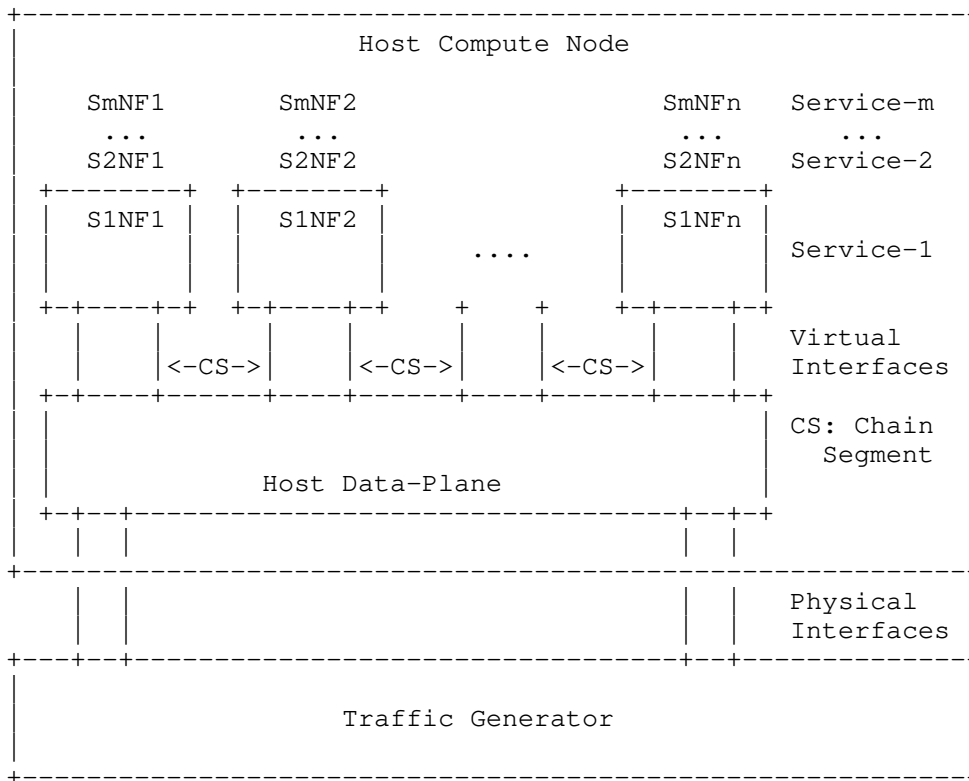 Host Compute Node
SmNF1 SmNF2 SmNFn Service-m
... ... ... ...
S2NF1 S2NF2 S2NFn Service-2
S1NF1 S1NF2 S1NFn
.... Service-1
Virtual
<-CS-> <-CS-> <-CS-> Interfaces
CS: Chain
Segment
Host Data-Plane
Physical
Interfaces
Traffic Generator